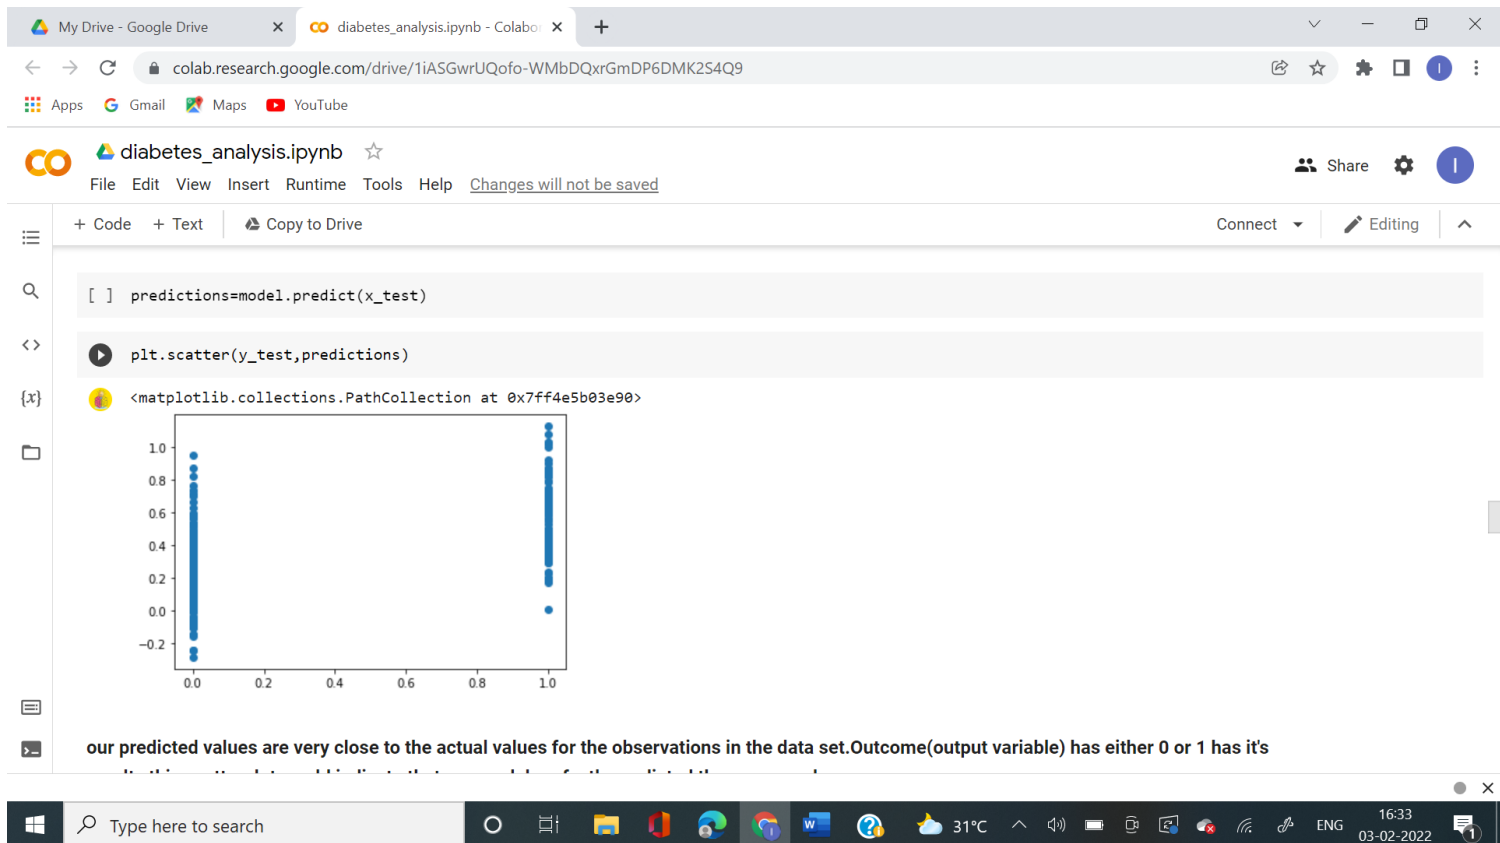 My Drive - Google Drive
diabetes_analysis.ipynb - Colabo
colab.research.google.com/drive/1iASGwrUQofo-WMbDQxrGmDP6DMK2S4Q9
I
Apps Gmail Maps YouTube
diabetes_analysis.ipynb
File Edit View Insert Runtime Tools Help Changes will not be saved
Share
I
+ Code + Text Copy to Drive
Connect Editing
[ ] predictions=model.predict(x_test)
{x}
plt.scatter(y_test,predictions)
<matplotlib.collections.PathCollection at 0x7ff4e5b03e90>
1.0
0.8
0.6
0.4
0.2
0.0
−0.2
0.0 0.2 0.4 0.6 0.8 1.0
our predicted values are very close to the actual values for the observations in the data set.Outcome(output variable) has either 0 or 1 has it's
Type here to search
31°C
ENG
16:33
03-02-2022
1